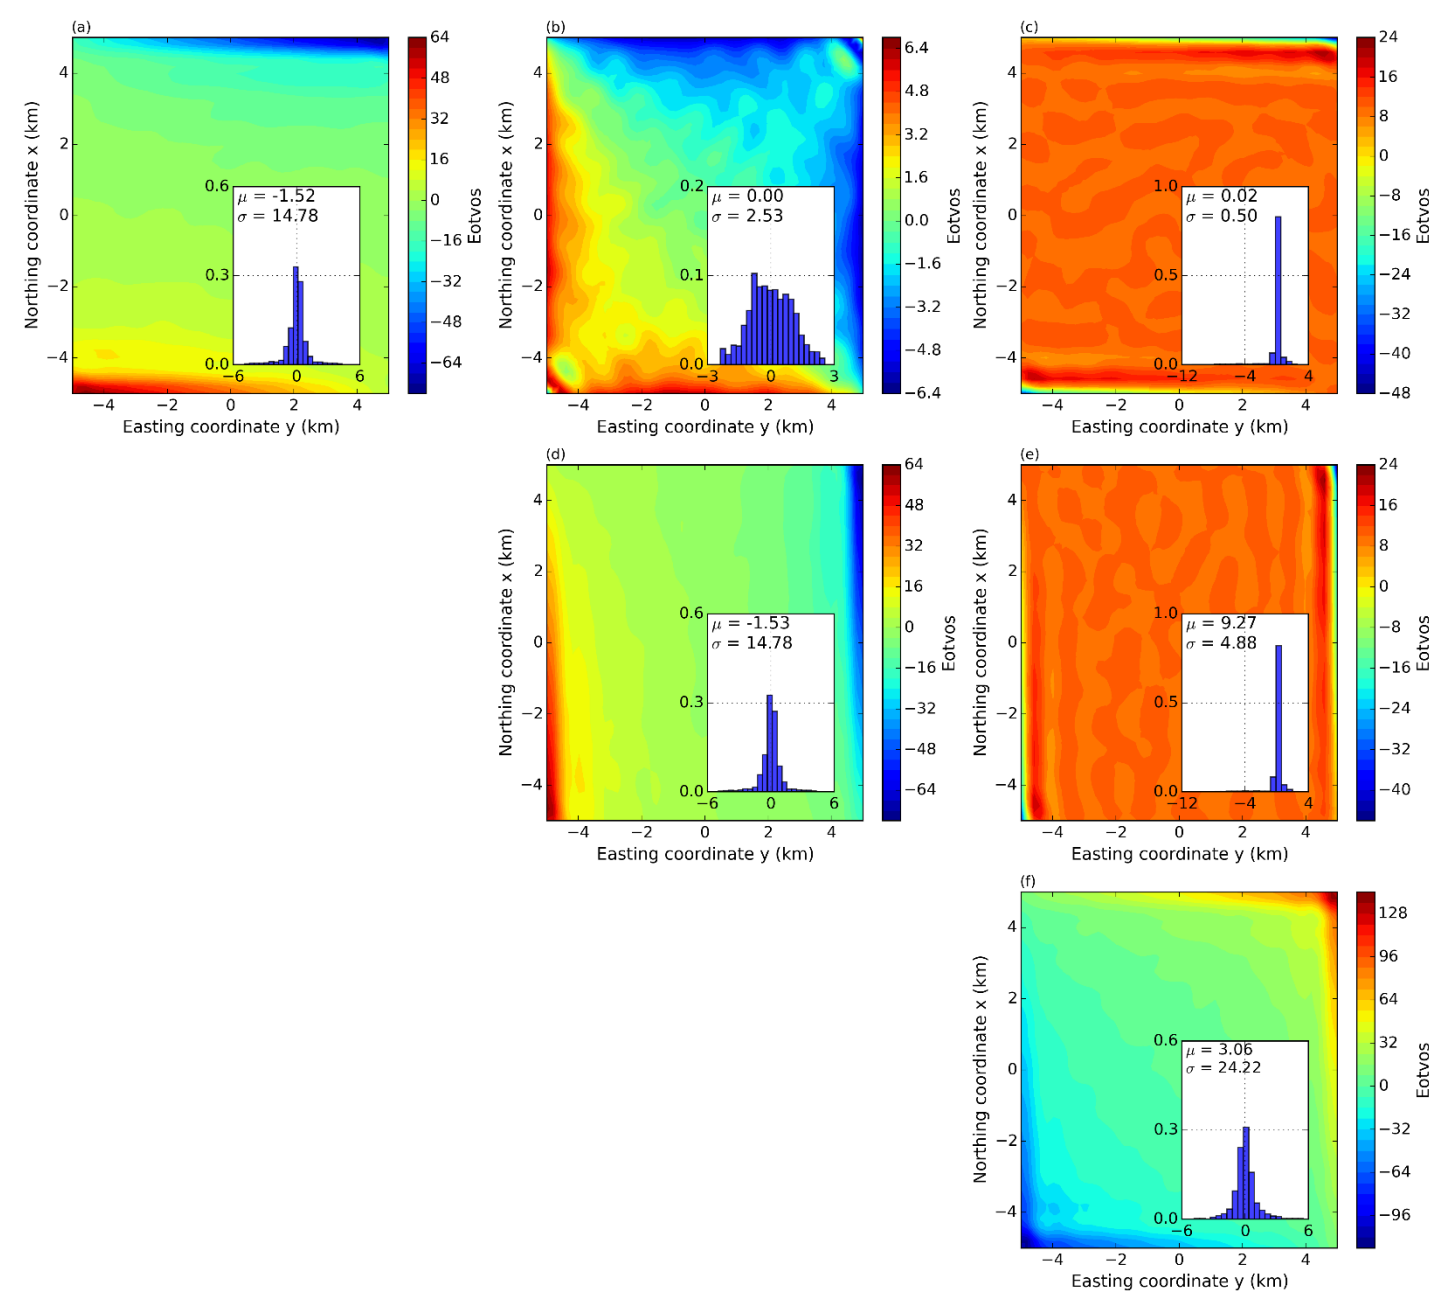 (a)
4
2
0
−2
−4
Northing coordinate x (km)
−4 −2 0 2 4
Easting coordinate y (km)
0.6
0.3
0.0
−6 0 6
μ = -1.52
σ = 14.78
64
48
32
16
0
−16
−32
−48
−64
Eotvos
(b)
4
2
0
−2
−4
Northing coordinate x (km)
−4 −2 0 2 4
Easting coordinate y (km)
0.2
0.1
0.0
−3 0 3
μ = 0.00
σ = 2.53
6.4
4.8
3.2
1.6
0.0
−1.6
−3.2
−4.8
−6.4
Eotvos
(c)
4
2
0
−2
−4
Northing coordinate x (km)
−4 −2 0 2 4
Easting coordinate y (km)
1.0
0.5
0.0
−12 −4 4
μ = 0.02
σ = 0.50
24
16
8
0
−8
−16
−24
−32
−40
−48
Eotvos
(d)
4
2
0
−2
−4
Northing coordinate x (km)
−4 −2 0 2 4
Easting coordinate y (km)
0.6
0.3
0.0
−6 0 6
μ = -1.53
σ = 14.78
64
48
32
16
0
−16
−32
−48
−64
Eotvos
(e)
4
2
0
−2
−4
Northing coordinate x (km)
−4 −2 0 2 4
Easting coordinate y (km)
1.0
0.5
0.0
−12 −4 4
μ = 9.27
σ = 4.88
24
16
8
0
−8
−16
−24
−32
−40
Eotvos
(f)
4
2
0
−2
−4
Northing coordinate x (km)
−4 −2 0 2 4
Easting coordinate y (km)
0.6
0.3
0.0
−6 0 6
μ = 3.06
σ = 24.22
128
96
64
32
0
−32
−64
−96
Eotvos